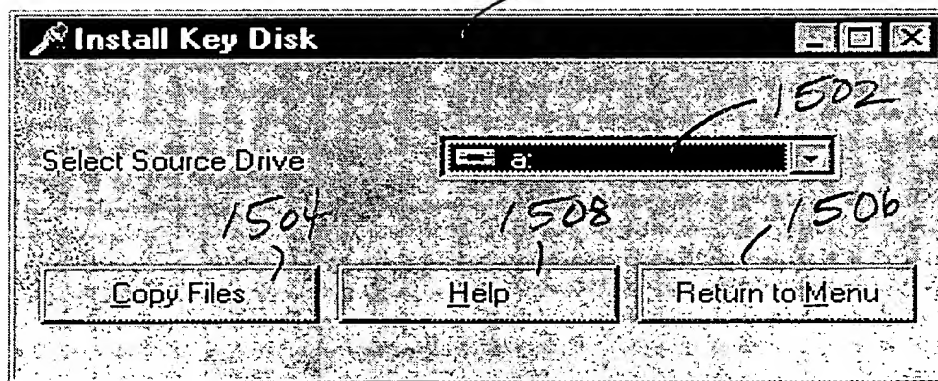 Install Key Disk
1502
Select Source Drive a:
1504 1508 1506
Copy Files Help Return to Menu